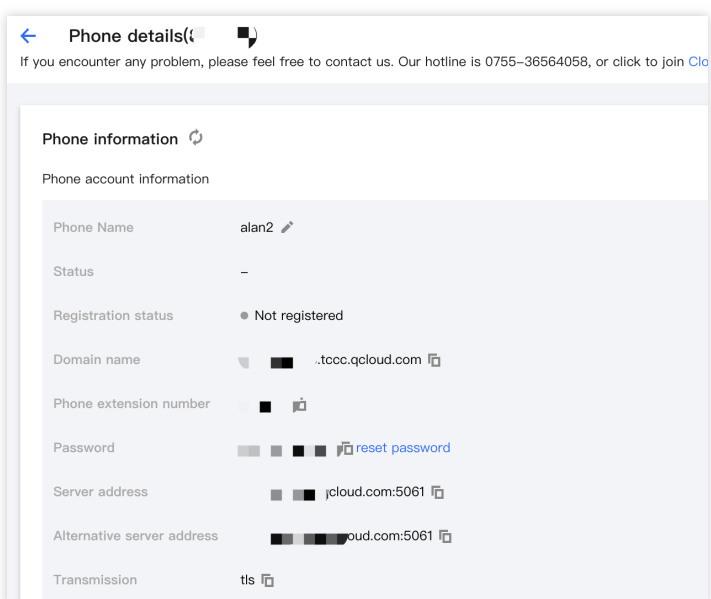 Phone details(
If you encounter any problem, please feel free to contact us. Our hotline is 0755-36564058, or click to join Clo
Phone information
Phone account information
Phone Name alan2
Status –
Registration status Not registered
Domain name .tccc.qcloud.com
Phone extension number
Password reset password
Server address cloud.com:5061
Alternative server address oud.com:5061
Transmission tls